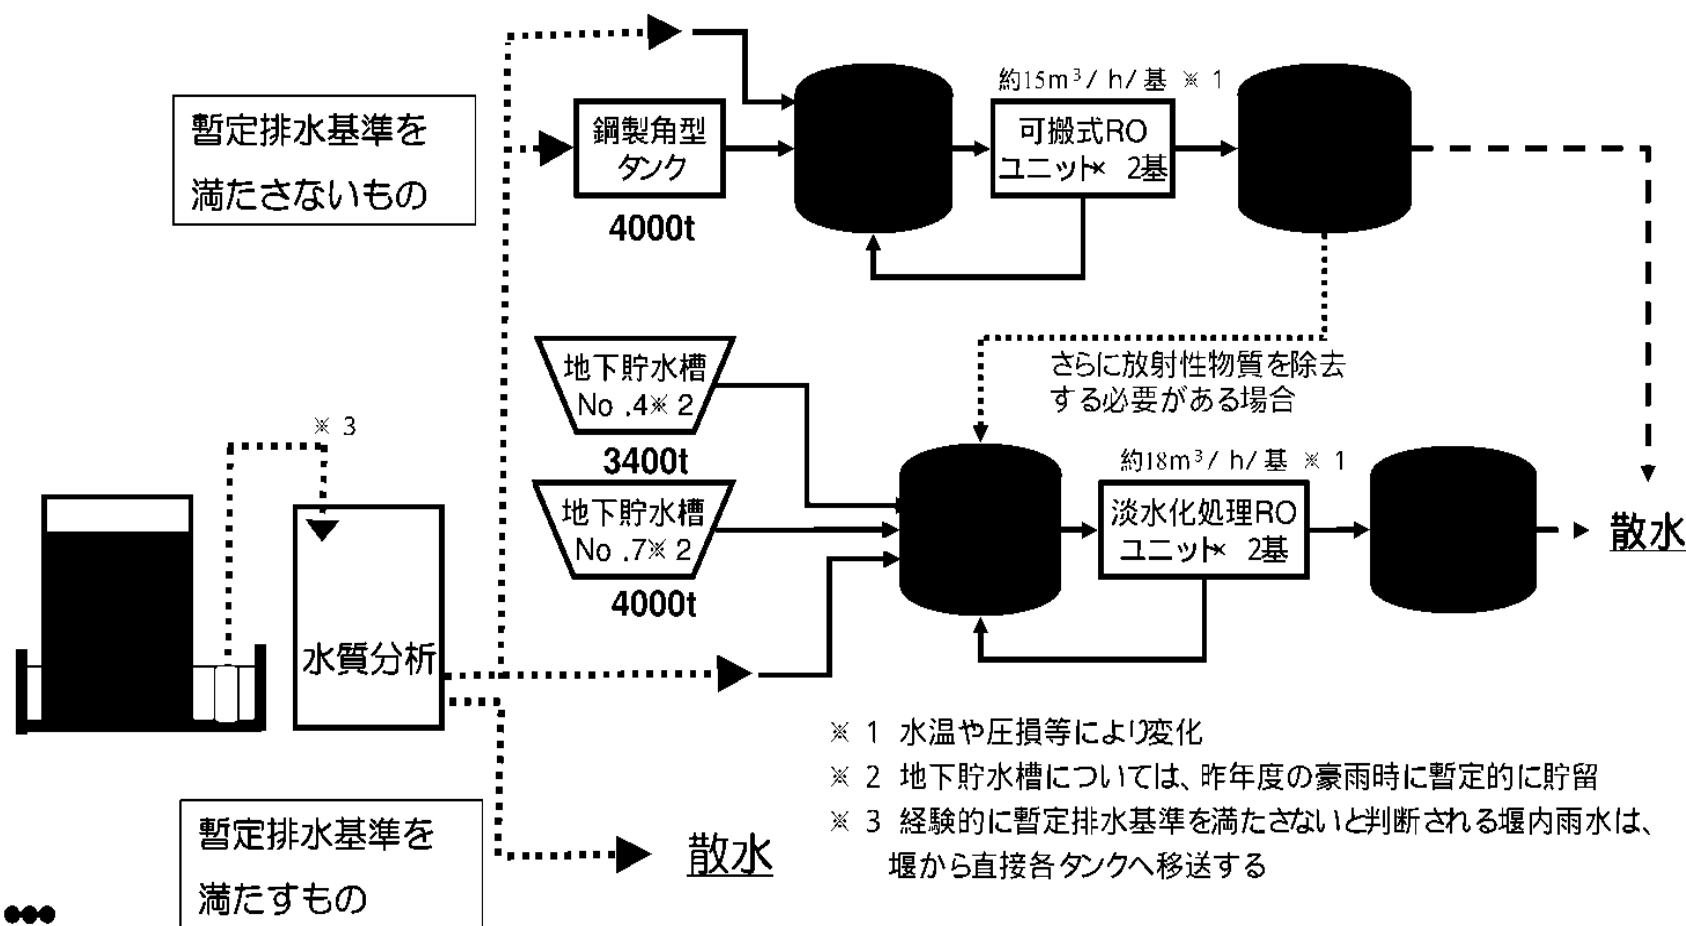 約15m³/ h/ 基 ※ 1
暫定排水基準を
満たさないもの
鋼製角型
タンク
4000t
可搬式RO
ユニット× 2基
地下貯水槽
No .4※ 2
3400t
さらに放射性物質を除去
する必要がある場合
※ 3
約18m³/ h/ 基 ※ 1
地下貯水槽
No .7※ 2
4000t
淡水化処理RO
ユニット× 2基
散水
水質分析
※ 1 水温や圧損等により変化
※ 2 地下貯水槽については、昨年度の豪雨時に暫定的に貯留
※ 3 経験的に暫定排水基準を満たさないと判断される堰内雨水は、
堰から直接各タンクへ移送する
暫定排水基準を
満たすもの
散水